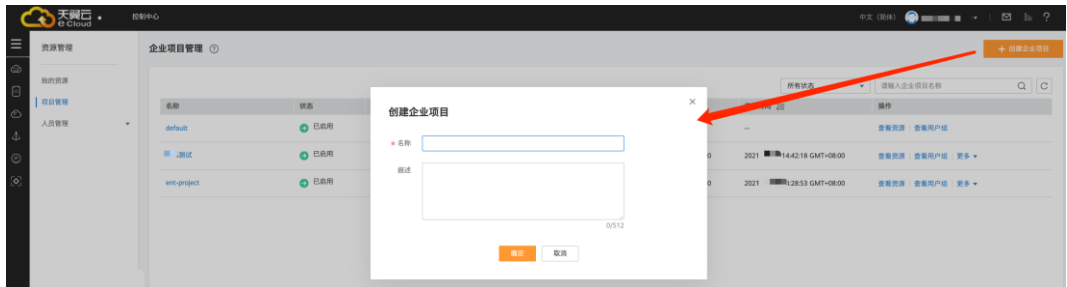 天翼云
e Cloud
控制中心
中文 (简体)
资源管理
企业项目管理
+ 创建企业项目
我的资源
所有状态
请输入企业项目名称
项目管理
名称
状态
操作
创建企业项目
人员管理
default
已启用
--
查看资源 查看用户组
* 名称
测试
已启用
0
2021
14:42:18 GMT+08:00
查看资源 查看用户组 更多
描述
ent-project
已启用
0
2021
1:28:53 GMT+08:00
查看资源 查看用户组 更多
0/512
确定
取消